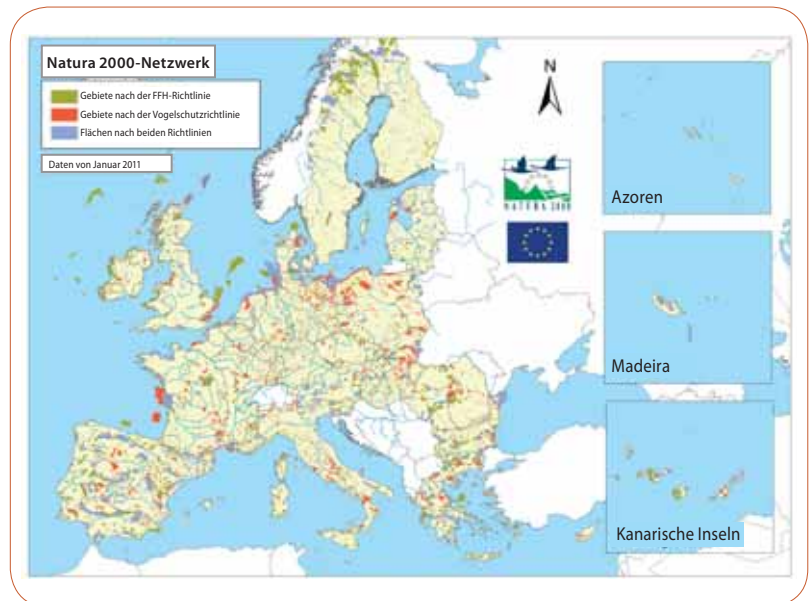 Natura 2000-Netzwerk
Gebiete nach der FFH-Richtlinie
Gebiete nach der Vogelschutzrichtlinie
Flächen nach beiden Richtlinien
Daten von Januar 2011
N
NATURA 2000
Azoren
Madeira
Kanarische Inseln